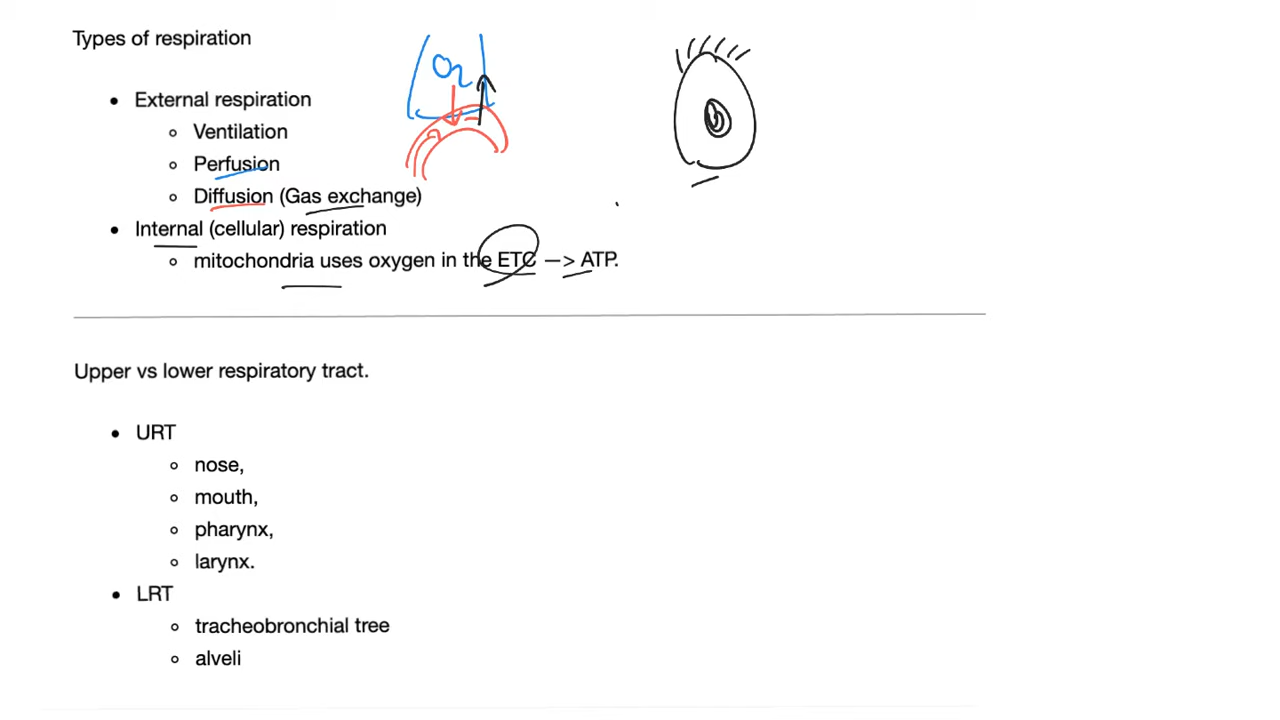 Types of respiration
O2
• External respiration
◦ Ventilation
◦ Perfusion
◦ Diffusion (Gas exchange)
• Internal (cellular) respiration
◦ mitochondria uses oxygen in the ETC —> ATP.
Upper vs lower respiratory tract.
• URT
◦ nose,
◦ mouth,
◦ pharynx,
◦ larynx.
• LRT
◦ tracheobronchial tree
◦ alveli